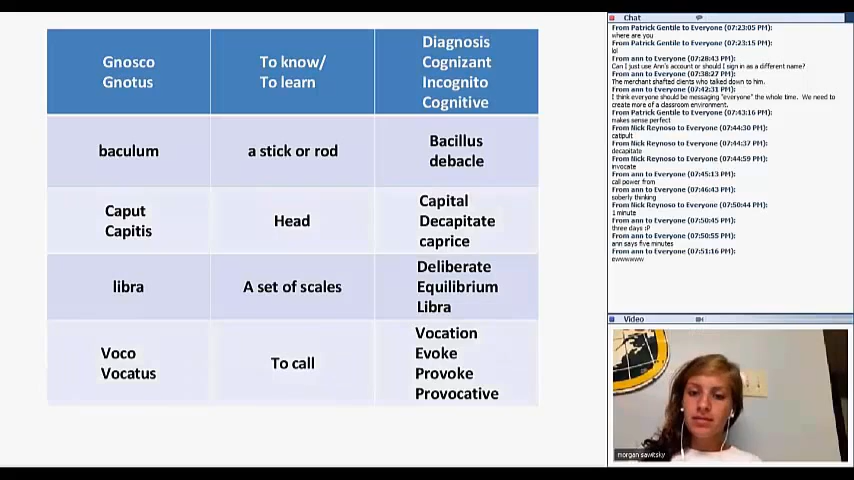 Gnosco
Gnotus
To know/
To learn
Diagnosis
Cognizant
Incognito
Cognitive
baculum
a stick or rod
Bacillus
debacle
Caput
Capitis
Head
Capital
Decapitate
caprice
libra
A set of scales
Deliberate
Equilibrium
Libra
Voco
Vocatus
To call
Vocation
Evoke
Provoke
Provocative
Chat
From Patrick Gentile to Everyone (07:23:05 PM):
where are you
From Patrick Gentile to Everyone (07:23:15 PM):
lol
From ann to Everyone (07:28:43 PM):
Can I just use Ann's account or should I sign in as a different name?
From ann to Everyone (07:38:27 PM):
The merchant shafted clients who talked down to him.
From ann to Everyone (07:42:31 PM):
I think everyone should be messaging "everyone" the whole time. We need to
create more of a classroom environment.
From Patrick Gentile to Everyone (07:43:16 PM):
makes sense perfect
From Nick Reynoso to Everyone (07:44:30 PM):
catipult
From Nick Reynoso to Everyone (07:44:37 PM):
decapitate
From Nick Reynoso to Everyone (07:44:59 PM):
invocate
From ann to Everyone (07:45:13 PM):
call power from
From ann to Everyone (07:46:43 PM):
soberly thinking
From Nick Reynoso to Everyone (07:50:44 PM):
1 minute
From ann to Everyone (07:50:45 PM):
three days :P
From ann to Everyone (07:50:55 PM):
ann says five minutes
From ann to Everyone (07:51:16 PM):
ewwwwww
Video
morgan sawitsky